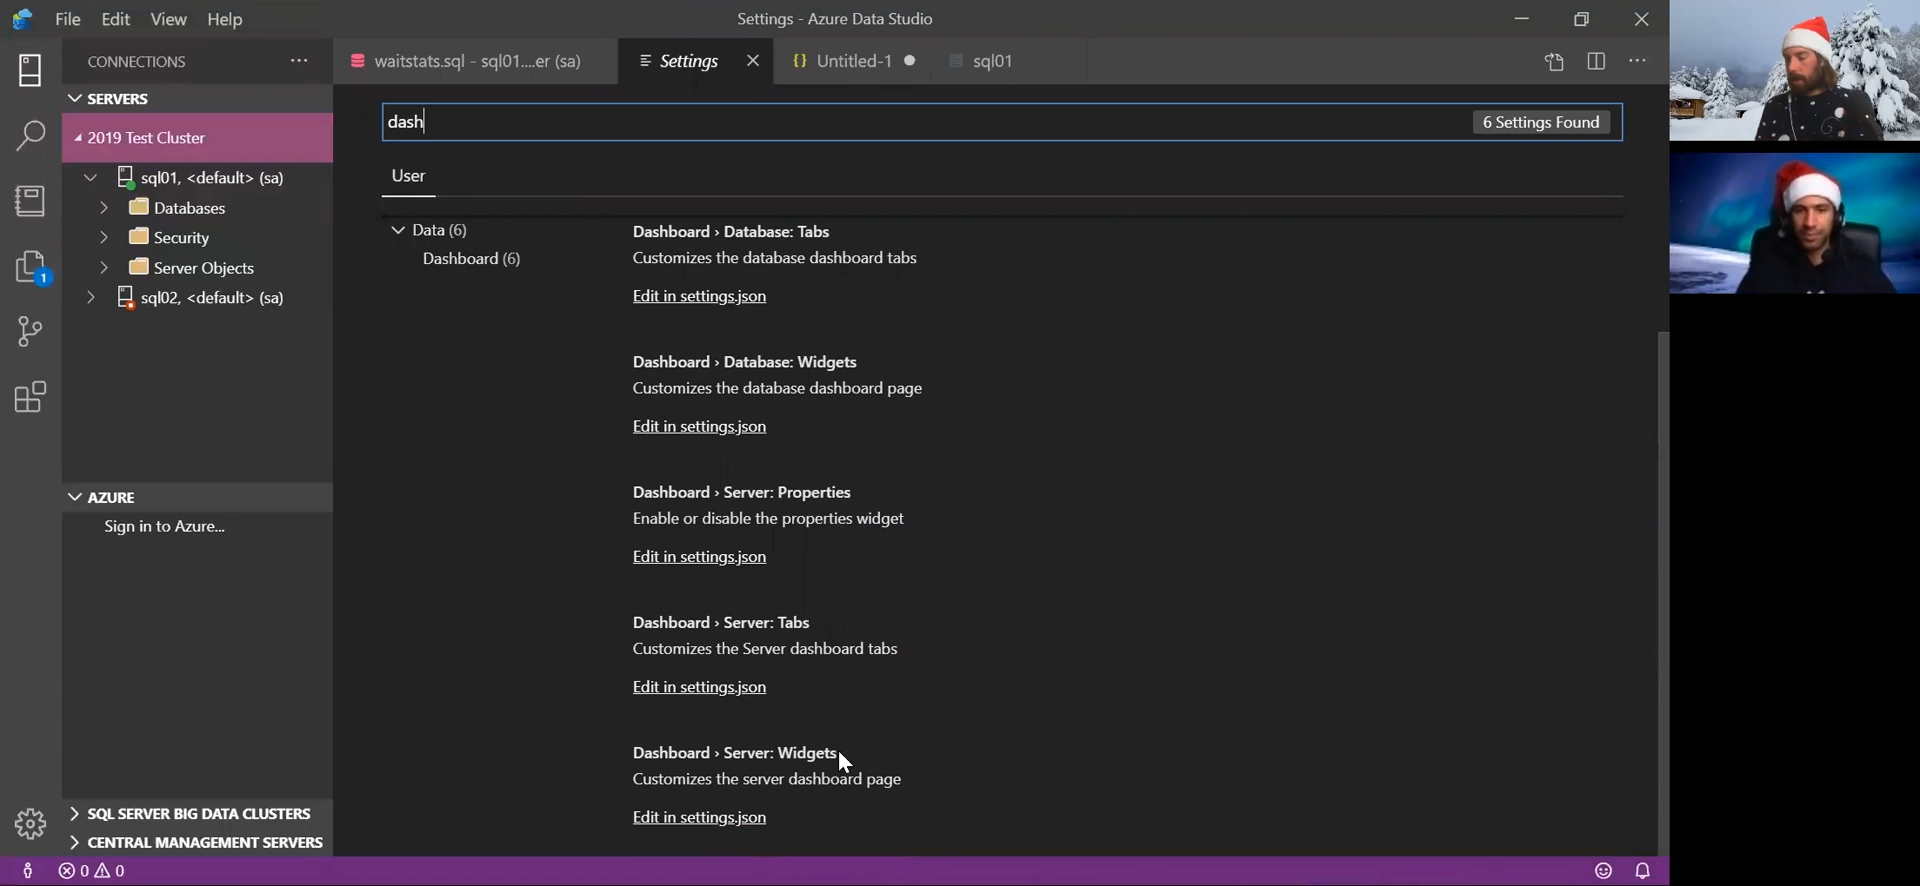 File Edit View Help
Settings - Azure Data Studio
CONNECTIONS
waitstats.sql - sql01....er (sa)
Settings
{} Untitled-1
sql01
SERVERS
2019 Test Cluster
sql01, <default> (sa)
Databases
Security
Server Objects
sql02, <default> (sa)
1
AZURE
Sign in to Azure...
SQL SERVER BIG DATA CLUSTERS
CENTRAL MANAGEMENT SERVERS
dash
6 Settings Found
User
Data (6)
Dashboard (6)
Dashboard › Database: Tabs
Customizes the database dashboard tabs
Edit in settings.json
Dashboard › Database: Widgets
Customizes the database dashboard page
Edit in settings.json
Dashboard › Server: Properties
Enable or disable the properties widget
Edit in settings.json
Dashboard › Server: Tabs
Customizes the Server dashboard tabs
Edit in settings.json
Dashboard › Server: Widgets
Customizes the server dashboard page
Edit in settings.json
0 0